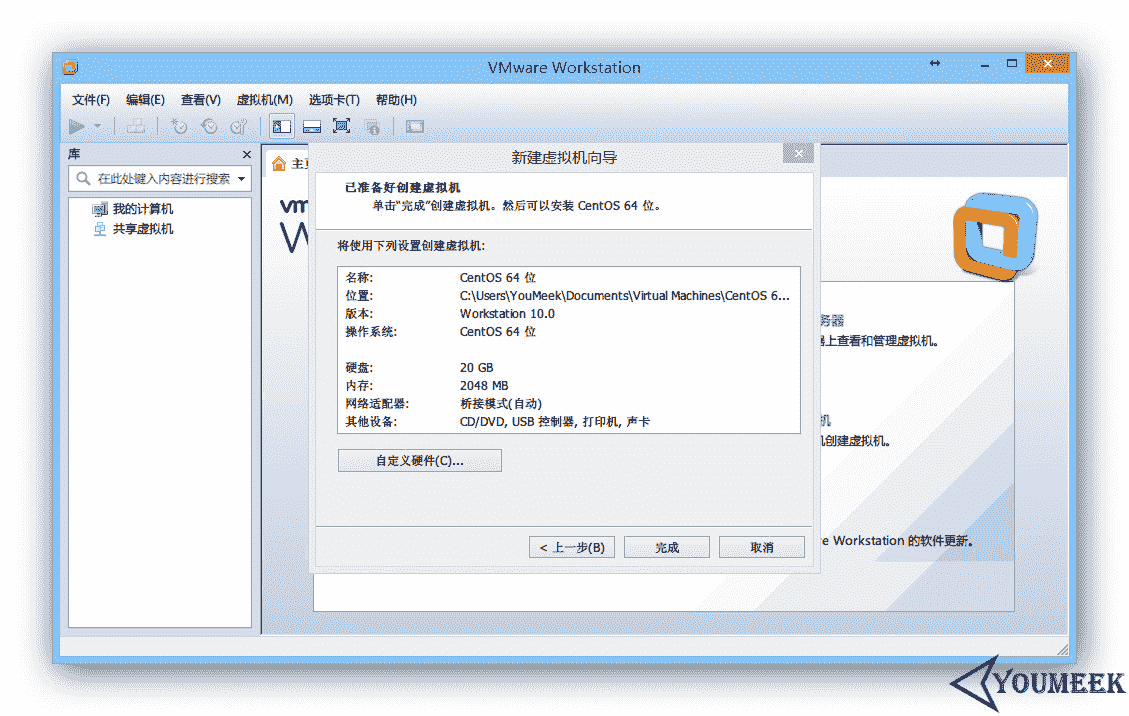 VMware Workstation
文件(F) 编辑(E) 查看(V) 虚拟机(M) 选项卡(T) 帮助(H)
库
在此处键入内容进行搜索
我的计算机
共享虚拟机
主页
vm
W
新建虚拟机向导
已准备好创建虚拟机
单击“完成”创建虚拟机。然后可以安装 CentOS 64 位。
将使用下列设置创建虚拟机:
名称: CentOS 64 位
位置: C:\Users\YouMeek\Documents\Virtual Machines\CentOS 6...
版本: Workstation 10.0
操作系统: CentOS 64 位
硬盘: 20 GB
内存: 2048 MB
网络适配器: 桥接模式(自动)
其他设备: CD/DVD, USB 控制器, 打印机, 声卡
自定义硬件(C)...
< 上一步(B) 完成 取消
务器
器上查看和管理虚拟机。
机
机创建虚拟机。
e Workstation 的软件更新。
YOUMEEK